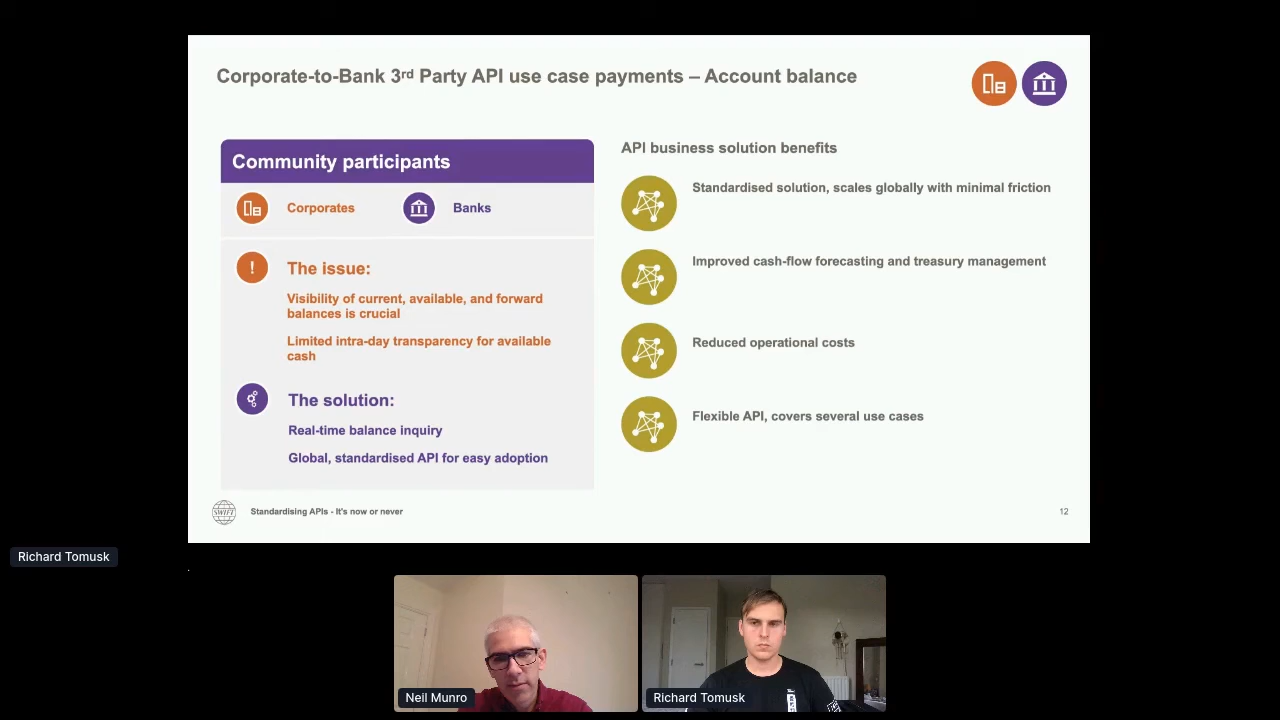 Corporate-to-Bank 3rd Party API use case payments – Account balance
Community participants
Corporates
Banks
The issue:
Visibility of current, available, and forward
balances is crucial
Limited intra-day transparency for available
cash
The solution:
Real-time balance inquiry
Global, standardised API for easy adoption
API business solution benefits
Standardised solution, scales globally with minimal friction
Improved cash-flow forecasting and treasury management
Reduced operational costs
Flexible API, covers several use cases
SWIFT
Standardising APIs - It's now or never
12
Richard Tomusk
Neil Munro
Richard Tomusk